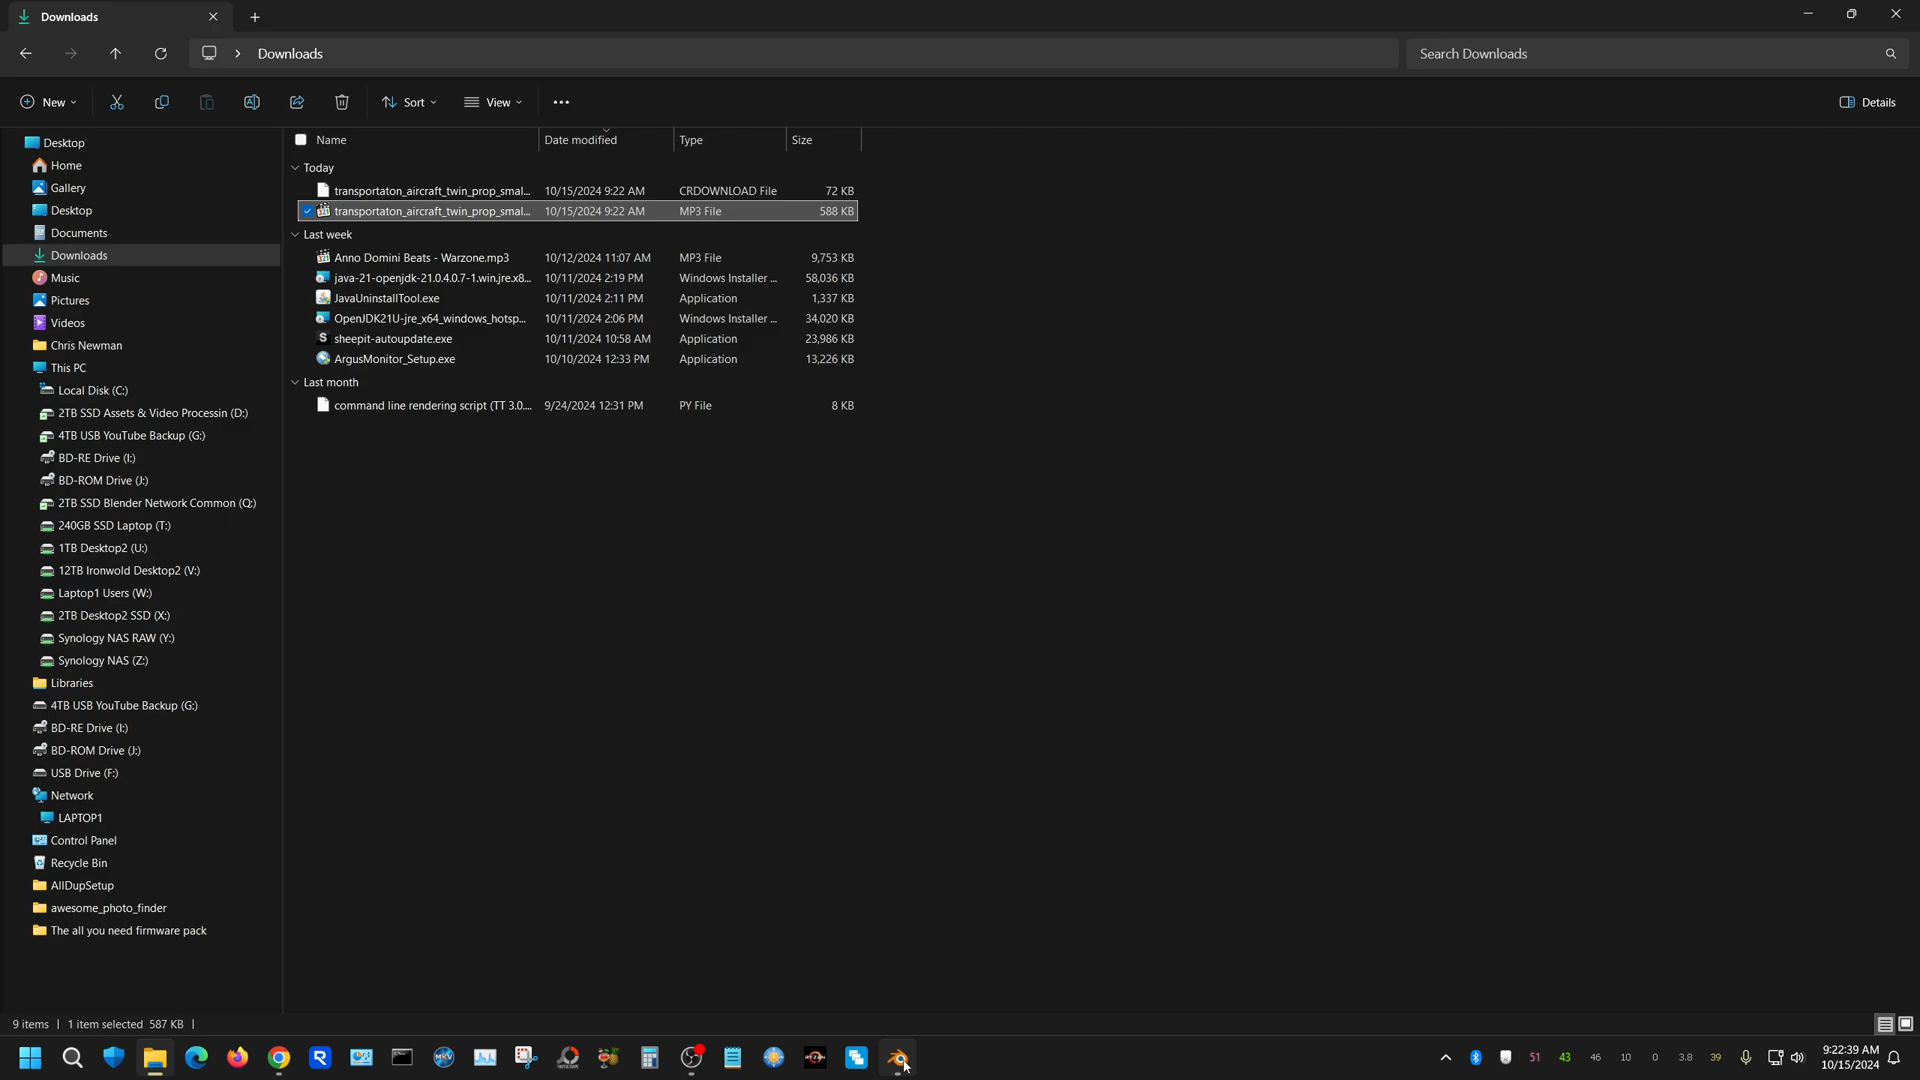 Downloads
Downloads
Search Downloads
New
Sort
View
Details
Name Date modified Type Size
Today
transportaton_aircraft_twin_prop_smal... 10/15/2024 9:22 AM CRDOWNLOAD File 72 KB
transportaton_aircraft_twin_prop_smal... 10/15/2024 9:22 AM MP3 File 588 KB
Last week
Anno Domini Beats - Warzone.mp3 10/12/2024 11:07 AM MP3 File 9,753 KB
java-21-openjdk-21.0.4.0.7-1.win.jre.x8... 10/11/2024 2:19 PM Windows Installer ... 58,036 KB
JavaUninstallTool.exe 10/11/2024 2:11 PM Application 1,337 KB
OpenJDK21U-jre_x64_windows_hotsp... 10/11/2024 2:06 PM Windows Installer ... 34,020 KB
sheepit-autoupdate.exe 10/11/2024 10:58 AM Application 23,986 KB
ArgusMonitor_Setup.exe 10/10/2024 12:33 PM Application 13,226 KB
Last month
command line rendering script (TT 3.0.... 9/24/2024 12:31 PM PY File 8 KB
Desktop
Home
Gallery
Desktop
Documents
Downloads
Music
Pictures
Videos
Chris Newman
This PC
Local Disk (C:)
2TB SSD Assets & Video Processin (D:)
4TB USB YouTube Backup (G:)
BD-RE Drive (I:)
BD-ROM Drive (J:)
2TB SSD Blender Network Common (Q:)
240GB SSD Laptop (T:)
1TB Desktop2 (U:)
12TB Ironwold Desktop2 (V:)
Laptop1 Users (W:)
2TB Desktop2 SSD (X:)
Synology NAS RAW (Y:)
Synology NAS (Z:)
Libraries
4TB USB YouTube Backup (G:)
BD-RE Drive (I:)
BD-ROM Drive (J:)
USB Drive (F:)
Network
LAPTOP1
Control Panel
Recycle Bin
AllDupSetup
awesome_photo_finder
The all you need firmware pack
9 items 1 item selected 587 KB
51 43 46 10 0 3.8 39
9:22:39 AM
10/15/2024